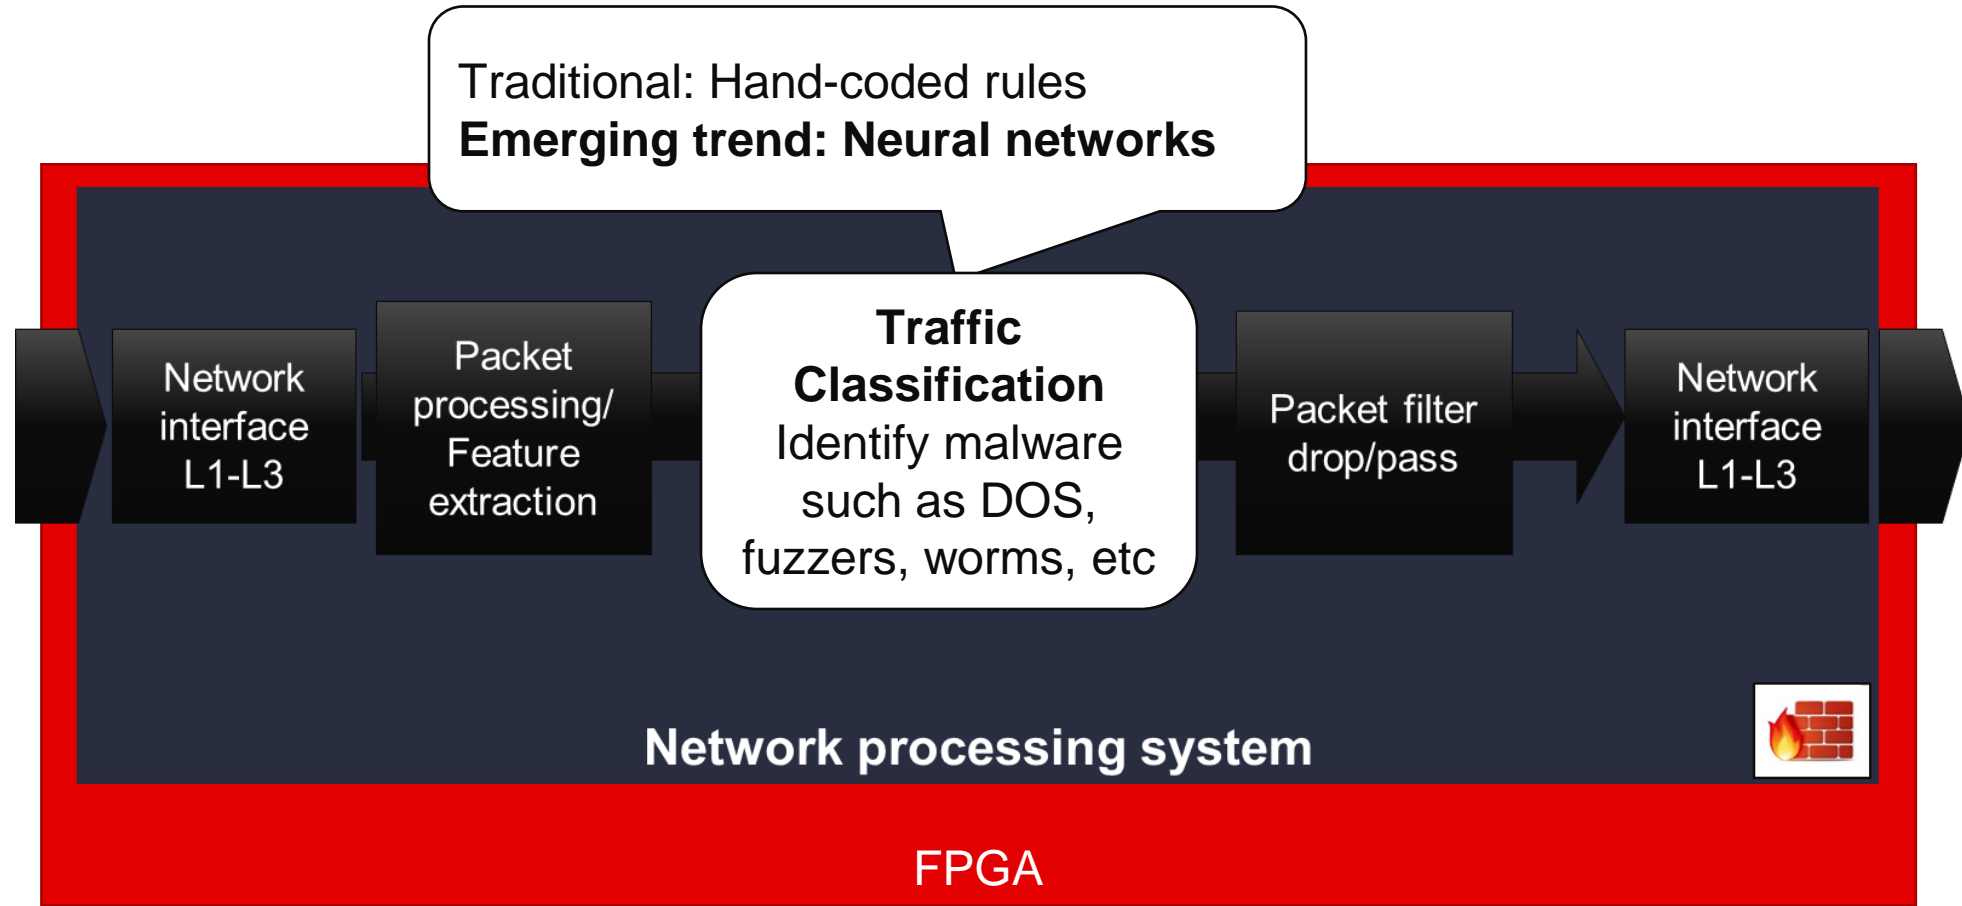 Traditional: Hand-coded rules
Emerging trend: Neural networks
Network
interface
L1-L3
Packet
processing/
Feature
extraction
Traffic
Classification
Identify malware
such as DOS,
fuzzers, worms, etc
Packet filter
drop/pass
Network
interface
L1-L3
Network processing system
FPGA